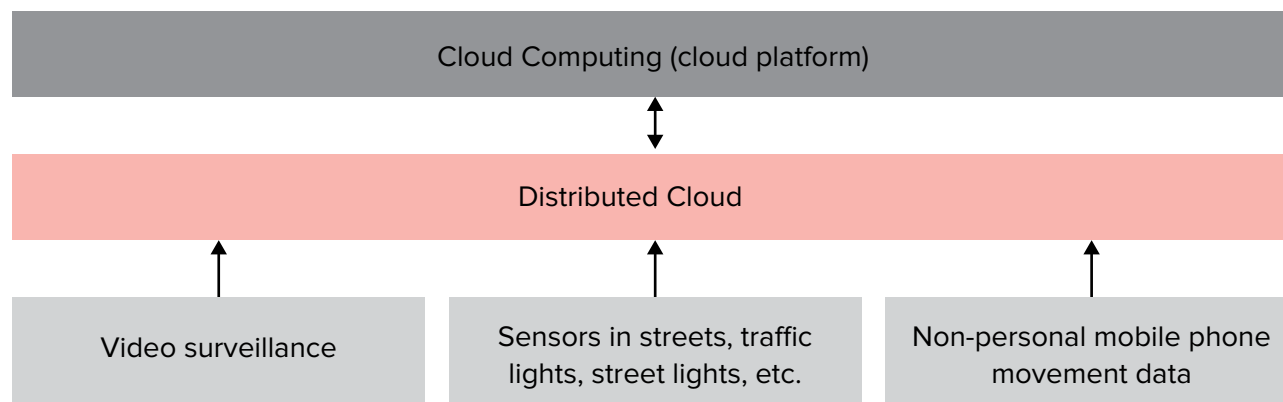 Cloud Computing (cloud platform)
Distributed Cloud
Video surveillance
Sensors in streets, traffic
lights, street lights, etc.
Non-personal mobile phone
movement data